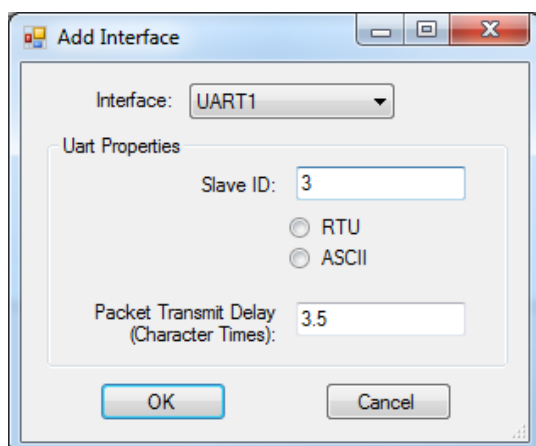 Add Interface
Interface: UART1
Uart Properties
Slave ID: 3
RTU
ASCII
Packet Transmit Delay
(Character Times): 3.5
OK Cancel